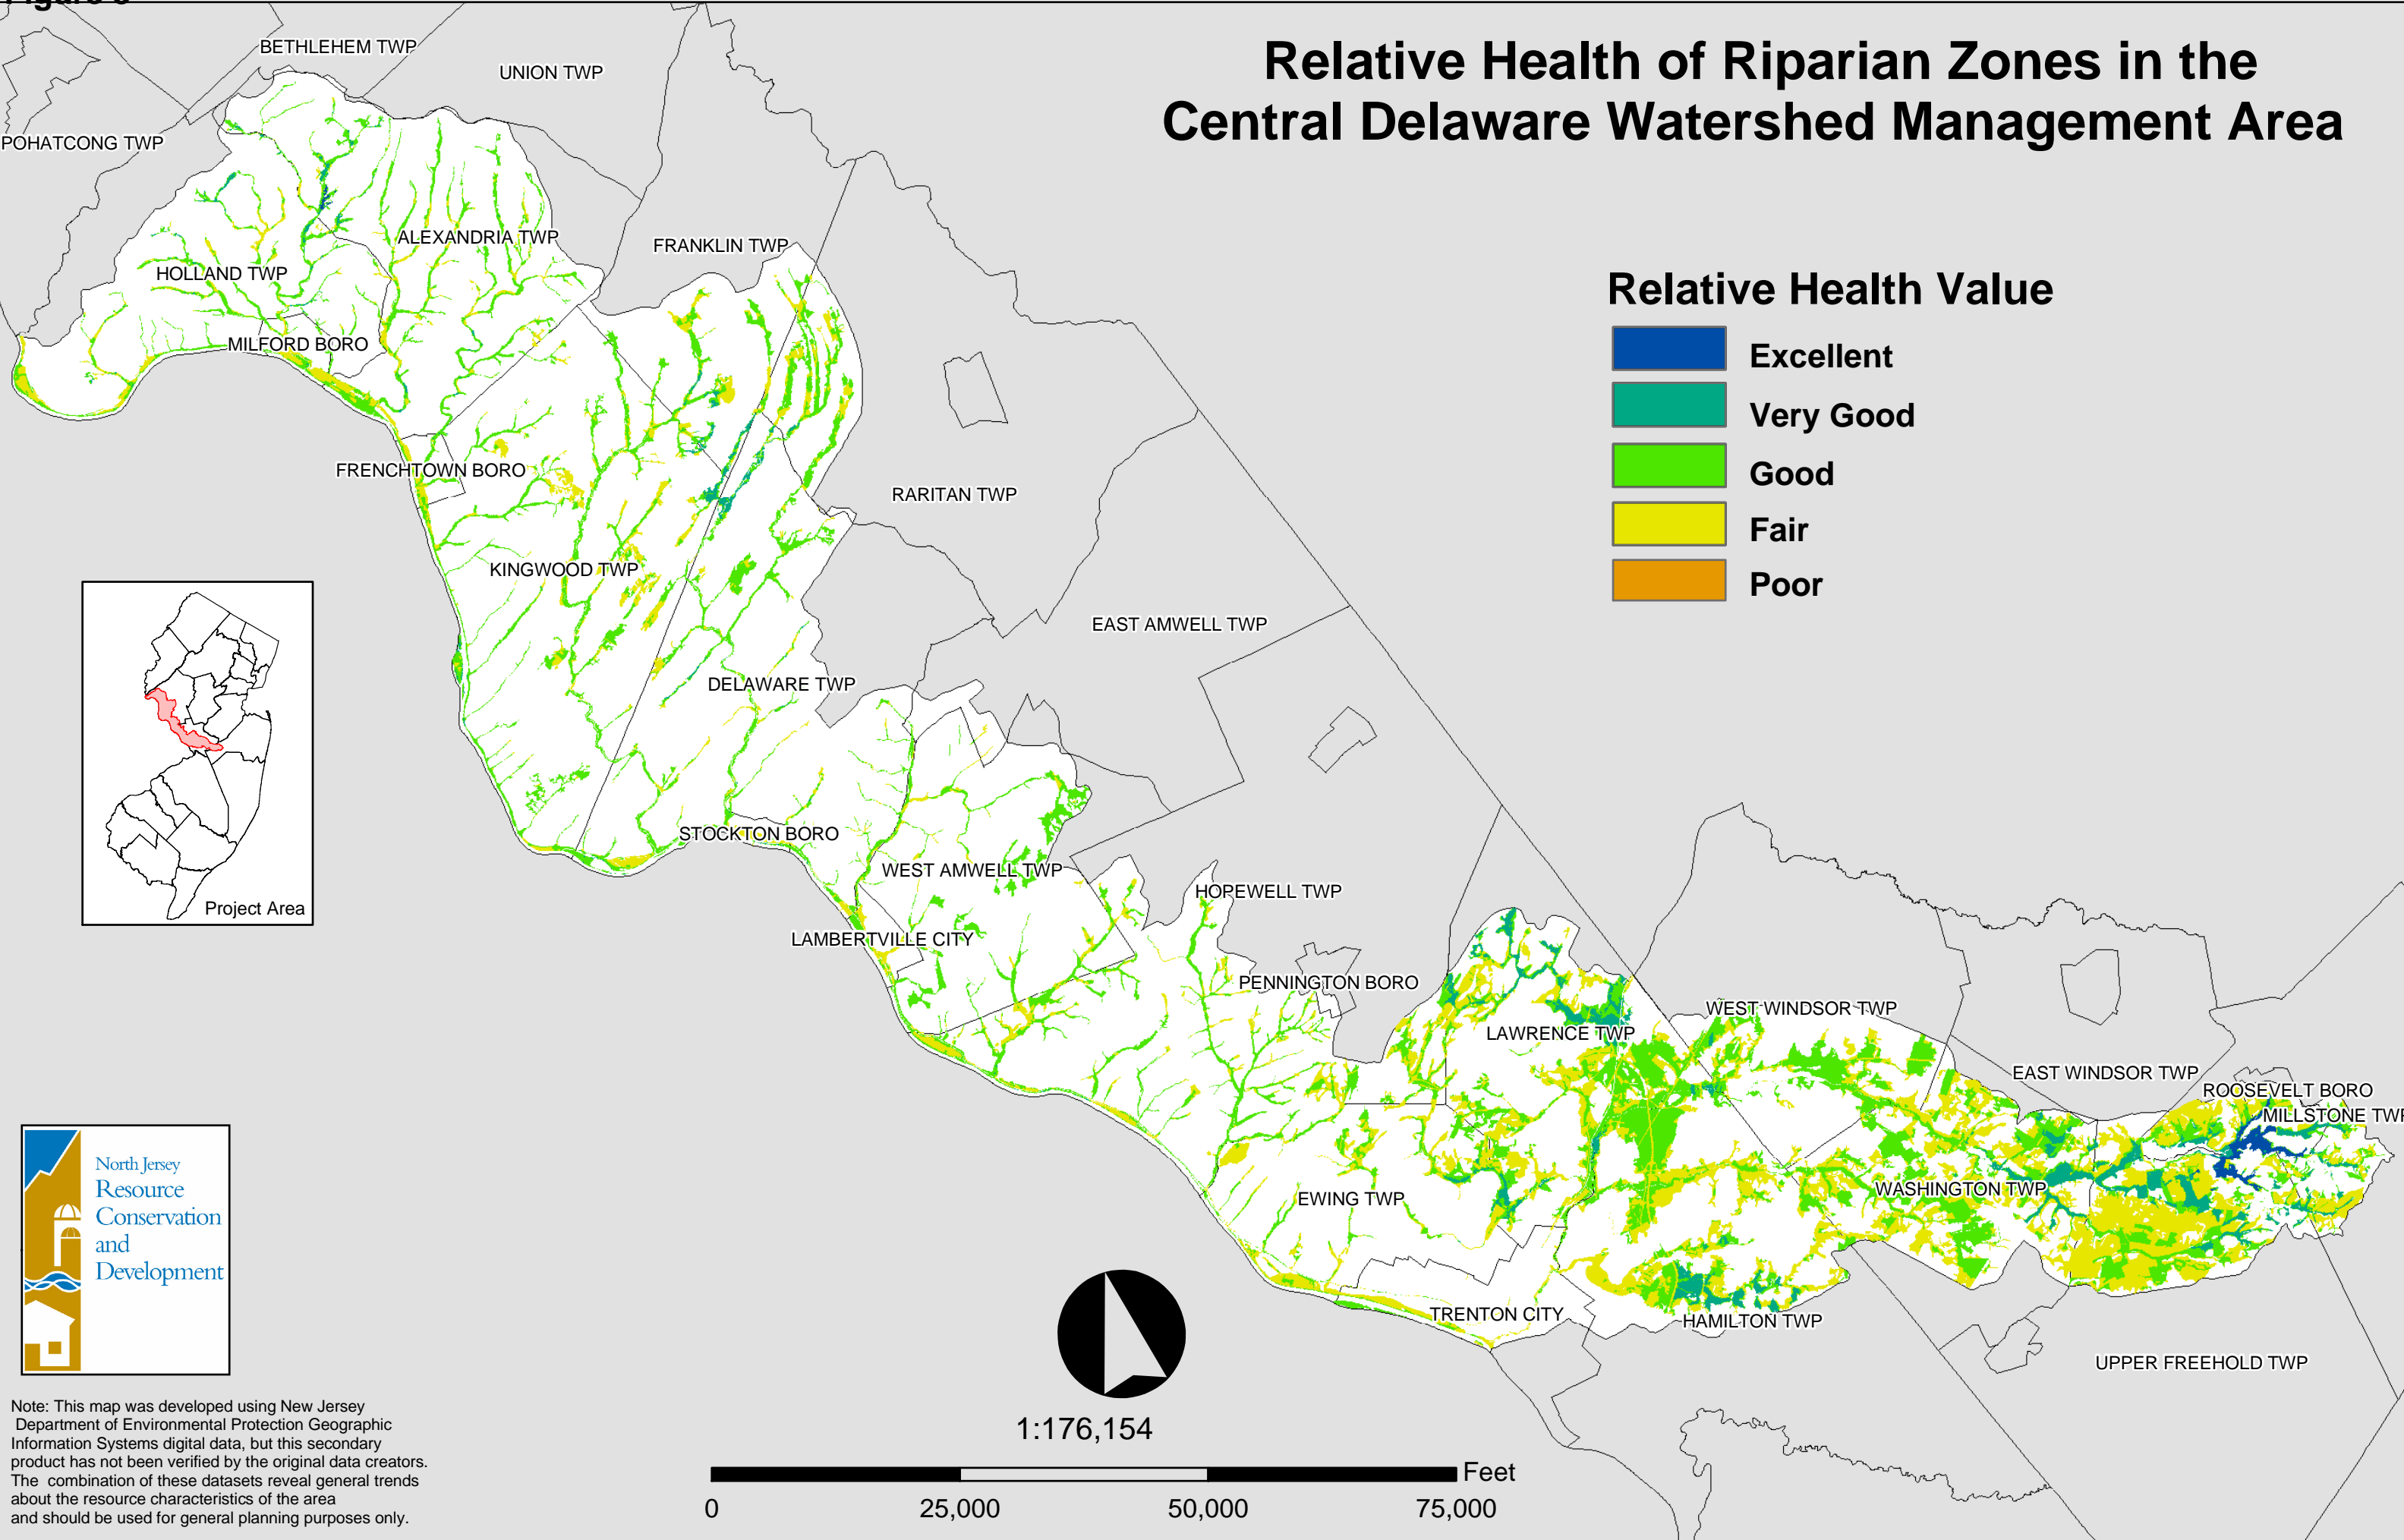 Relative Health of Riparian Zones in the
Central Delaware Watershed Management Area
BETHLEHEM TWP
UNION TWP
POHATCONG TWP
ALEXANDRIA TWP
FRANKLIN TWP
HOLLAND TWP
MILFORD BORO
FRENCHTOWN BORO
RARITAN TWP
KINGWOOD TWP
EAST AMWELL TWP
DELAWARE TWP
STOCKTON BORO
WEST AMWELL TWP
HOPEWELL TWP
LAMBERTVILLE CITY
PENNINGTON BORO
WEST WINDSOR TWP
LAWRENCE TWP
EAST WINDSOR TWP
ROOSEVELT BORO
MILLSTONE TWP
WASHINGTON TWP
EWING TWP
TRENTON CITY
HAMILTON TWP
UPPER FREEHOLD TWP
Relative Health Value
Excellent
Very Good
Good
Fair
Poor
Project Area
North Jersey
Resource
Conservation
and
Development
Note: This map was developed using New Jersey
Department of Environmental Protection Geographic
Information Systems digital data, but this secondary
product has not been verified by the original data creators.
The combination of these datasets reveal general trends
about the resource characteristics of the area
and should be used for general planning purposes only.
1:176,154
Feet
0 25,000 50,000 75,000